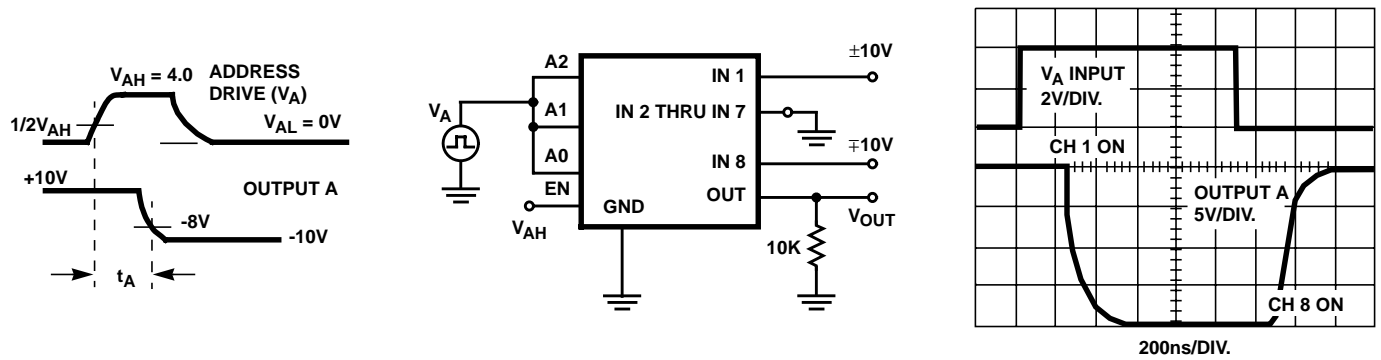 V_AH = 4.0
ADDRESS
DRIVE (V_A)
1/2V_AH
V_AL = 0V
+10V
OUTPUT A
-8V
-10V
t_A
V_A
A2
A1
A0
EN
V_AH
GND
IN 1
IN 2 THRU IN 7
IN 8
OUT
±10V
∓10V
V_OUT
10K
V_A INPUT
2V/DIV.
CH 1 ON
OUTPUT A
5V/DIV.
CH 8 ON
200ns/DIV.